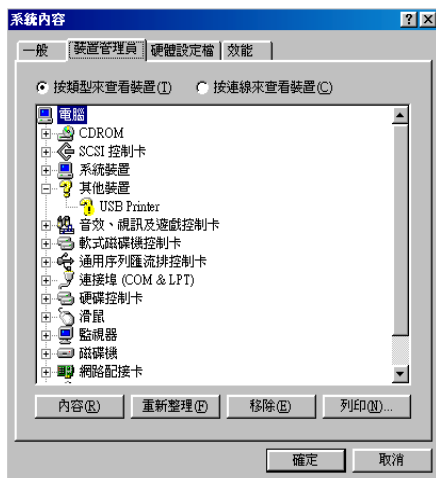 系統內容
一般 裝置管理員 硬體設定檔 效能
按類型來查看裝置(T) 按連線來查看裝置(C)
電腦
CDROM
SCSI 控制卡
系統裝置
其他裝置
USB Printer
音效、視訊及遊戲控制卡
軟式磁碟機控制卡
通用序列匯流排控制卡
連接埠 (COM & LPT)
硬碟控制卡
滑鼠
監視器
磁碟機
網路配接卡
內容(R) 重新整理(F) 移除(E) 列印(N)...
確定 取消